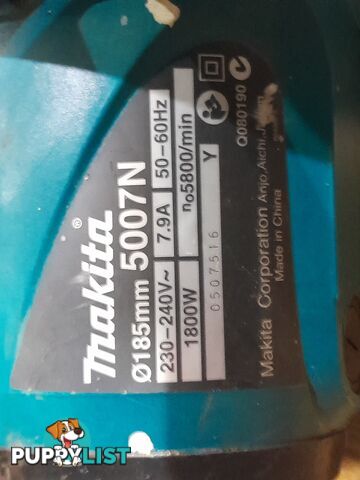 Makita®
Ø185mm 5007N
230-240V~ 7.9A 50-60Hz
1800W n₀5800/min
0507516 Y
Q080190
Makita Corporation Anjo, Aichi, Japan
Made in China
PUPPYLIST